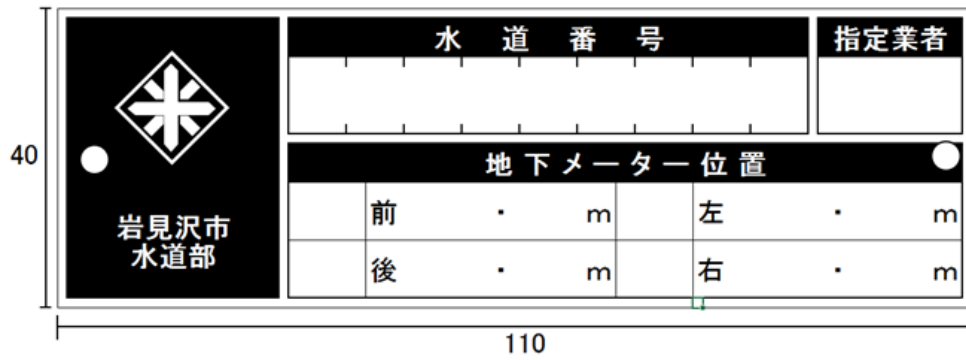 水道番号
指定業者
40
岩見沢市
水道部
地下メーター位置
前 ・ m 左 ・ m
後 ・ m 右 ・ m
110